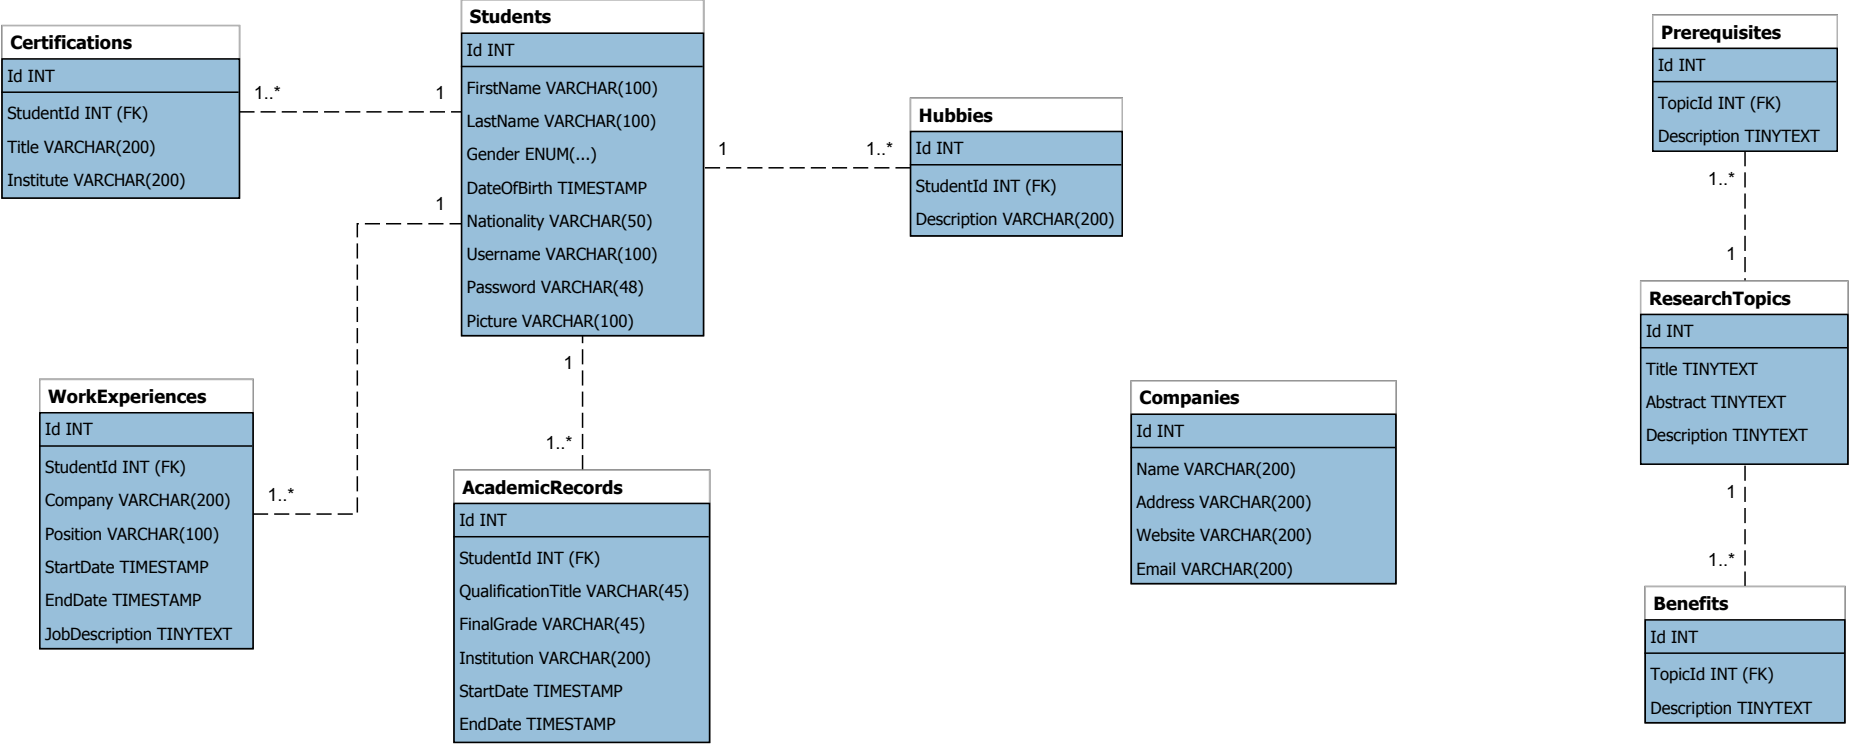 Certifications
Id INT
StudentId INT (FK)
Title VARCHAR(200)
Institute VARCHAR(200)
1..*
1
Students
Id INT
FirstName VARCHAR(100)
LastName VARCHAR(100)
Gender ENUM(...)
DateOfBirth TIMESTAMP
Nationality VARCHAR(50)
Username VARCHAR(100)
Password VARCHAR(48)
Picture VARCHAR(100)
1
1..*
Hubbies
Id INT
StudentId INT (FK)
Description VARCHAR(200)
1
WorkExperiences
Id INT
StudentId INT (FK)
Company VARCHAR(200)
Position VARCHAR(100)
StartDate TIMESTAMP
EndDate TIMESTAMP
JobDescription TINYTEXT
1..*
1
1..*
AcademicRecords
Id INT
StudentId INT (FK)
QualificationTitle VARCHAR(45)
FinalGrade VARCHAR(45)
Institution VARCHAR(200)
StartDate TIMESTAMP
EndDate TIMESTAMP
Companies
Id INT
Name VARCHAR(200)
Address VARCHAR(200)
Website VARCHAR(200)
Email VARCHAR(200)
Prerequisites
Id INT
TopicId INT (FK)
Description TINYTEXT
1..*
1
ResearchTopics
Id INT
Title TINYTEXT
Abstract TINYTEXT
Description TINYTEXT
1
1..*
Benefits
Id INT
TopicId INT (FK)
Description TINYTEXT